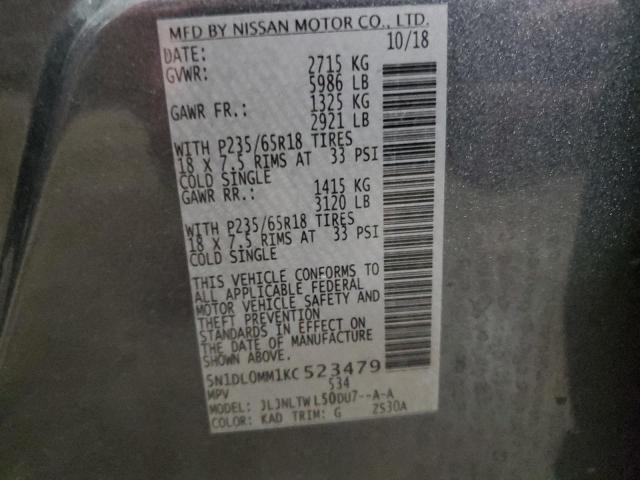 MFD BY NISSAN MOTOR CO., LTD.
DATE: 10/18
GVWR: 2715 KG
5986 LB
GAWR FR.: 1325 KG
2921 LB
WITH P235/65R18 TIRES
18 X 7.5 RIMS AT 33 PSI
COLD SINGLE
GAWR RR.: 1415 KG
3120 LB
WITH P235/65R18 TIRES
18 X 7.5 RIMS AT 33 PSI
COLD SINGLE
THIS VEHICLE CONFORMS TO
ALL APPLICABLE FEDERAL
MOTOR VEHICLE SAFETY AND
THEFT PREVENTION
STANDARDS IN EFFECT ON
THE DATE OF MANUFACTURE
SHOWN ABOVE.
5N1DL0MM1KC523479
MPV 534
MODEL: JLJNLTWL50DU7--A-A
COLOR: KAD TRIM: G ZS30A